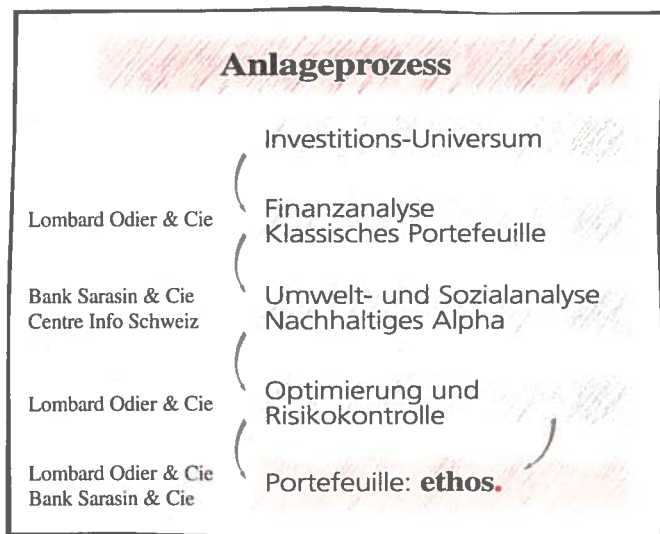 Anlageprozess
Investitions-Universum
Lombard Odier & Cie
Finanzanalyse
Klassisches Portefeuille
Bank Sarasin & Cie
Centre Info Schweiz
Umwelt- und Sozialanalyse
Nachhaltiges Alpha
Lombard Odier & Cie
Optimierung und
Risikokontrolle
Lombard Odier & Cie
Bank Sarasin & Cie
Portefeuille: ethos.